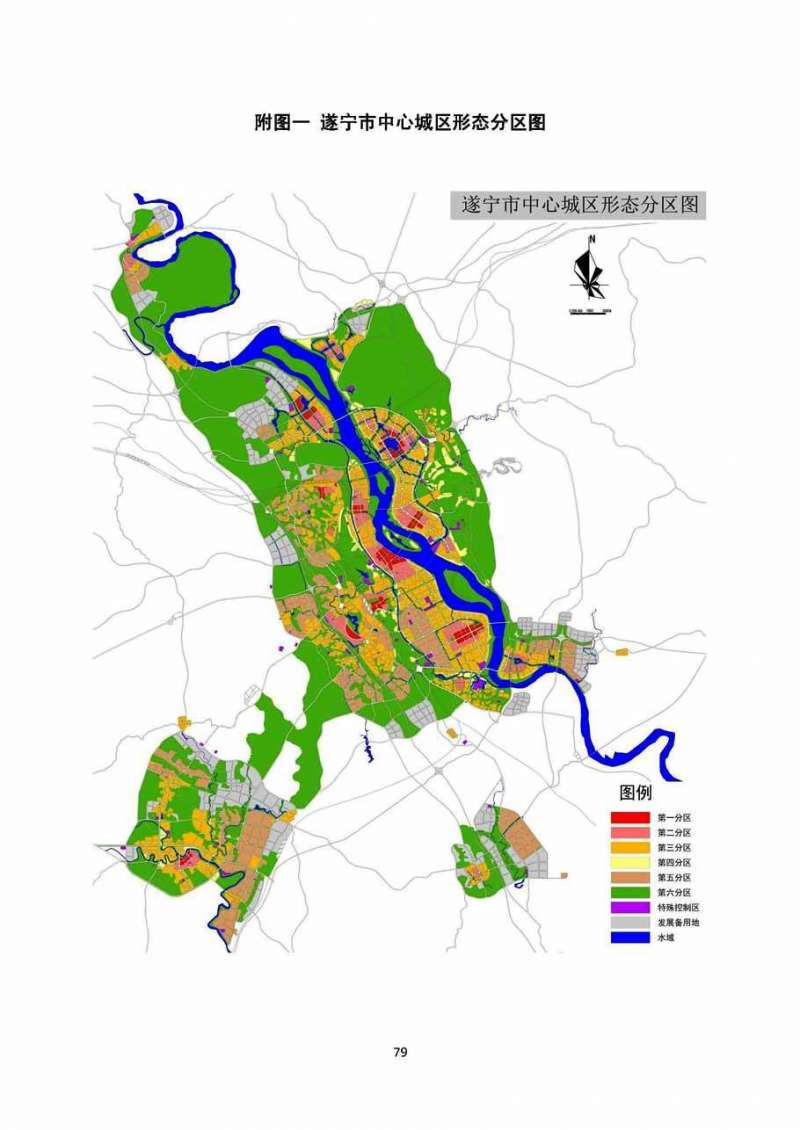 附图一 遂宁市中心城区形态分区图
遂宁市中心城区形态分区图
N
图例
第一分区
第二分区
第三分区
第四分区
第五分区
第六分区
特殊控制区
发展备用地
水域
79